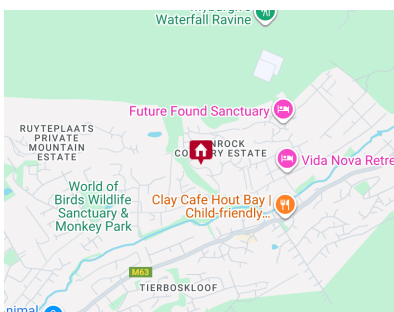 Waterfall Ravine
Future Found Sanctuary
RUYTEPLAATS
PRIVATE
MOUNTAIN
ESTATE
COUNTRY ESTATE
Vida Nova Retre
World of
Birds Wildlife
Sanctuary &
Monkey Park
Clay Cafe Hout Bay |
Child-friendly...
M63
TIERBOSKLOOF
nimal